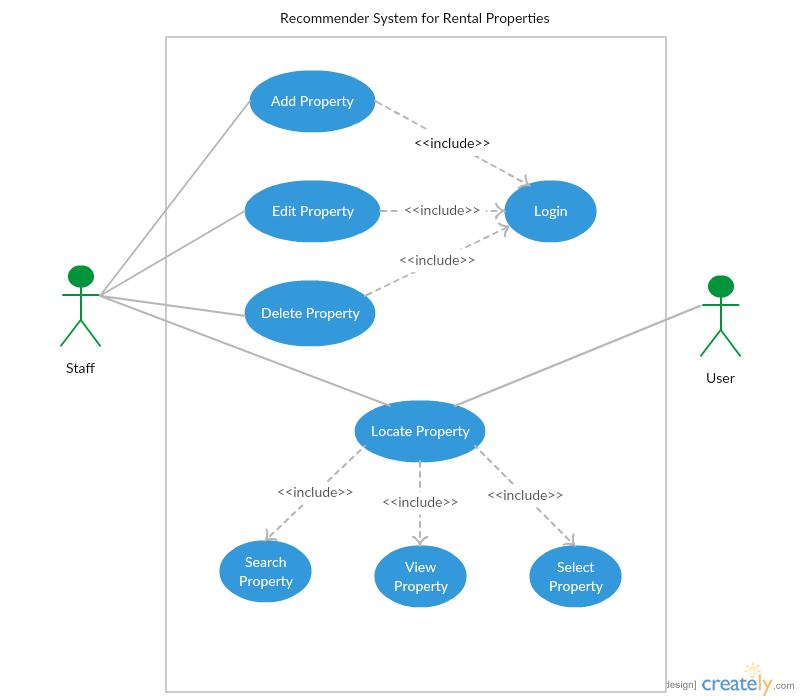 Recommender System for Rental Properties
Add Property
<<include>>
Edit Property
<<include>>
Login
<<include>>
Delete Property
Staff
User
Locate Property
<<include>>
<<include>>
<<include>>
Search
Property
View
Property
Select
Property
design]
creately.com